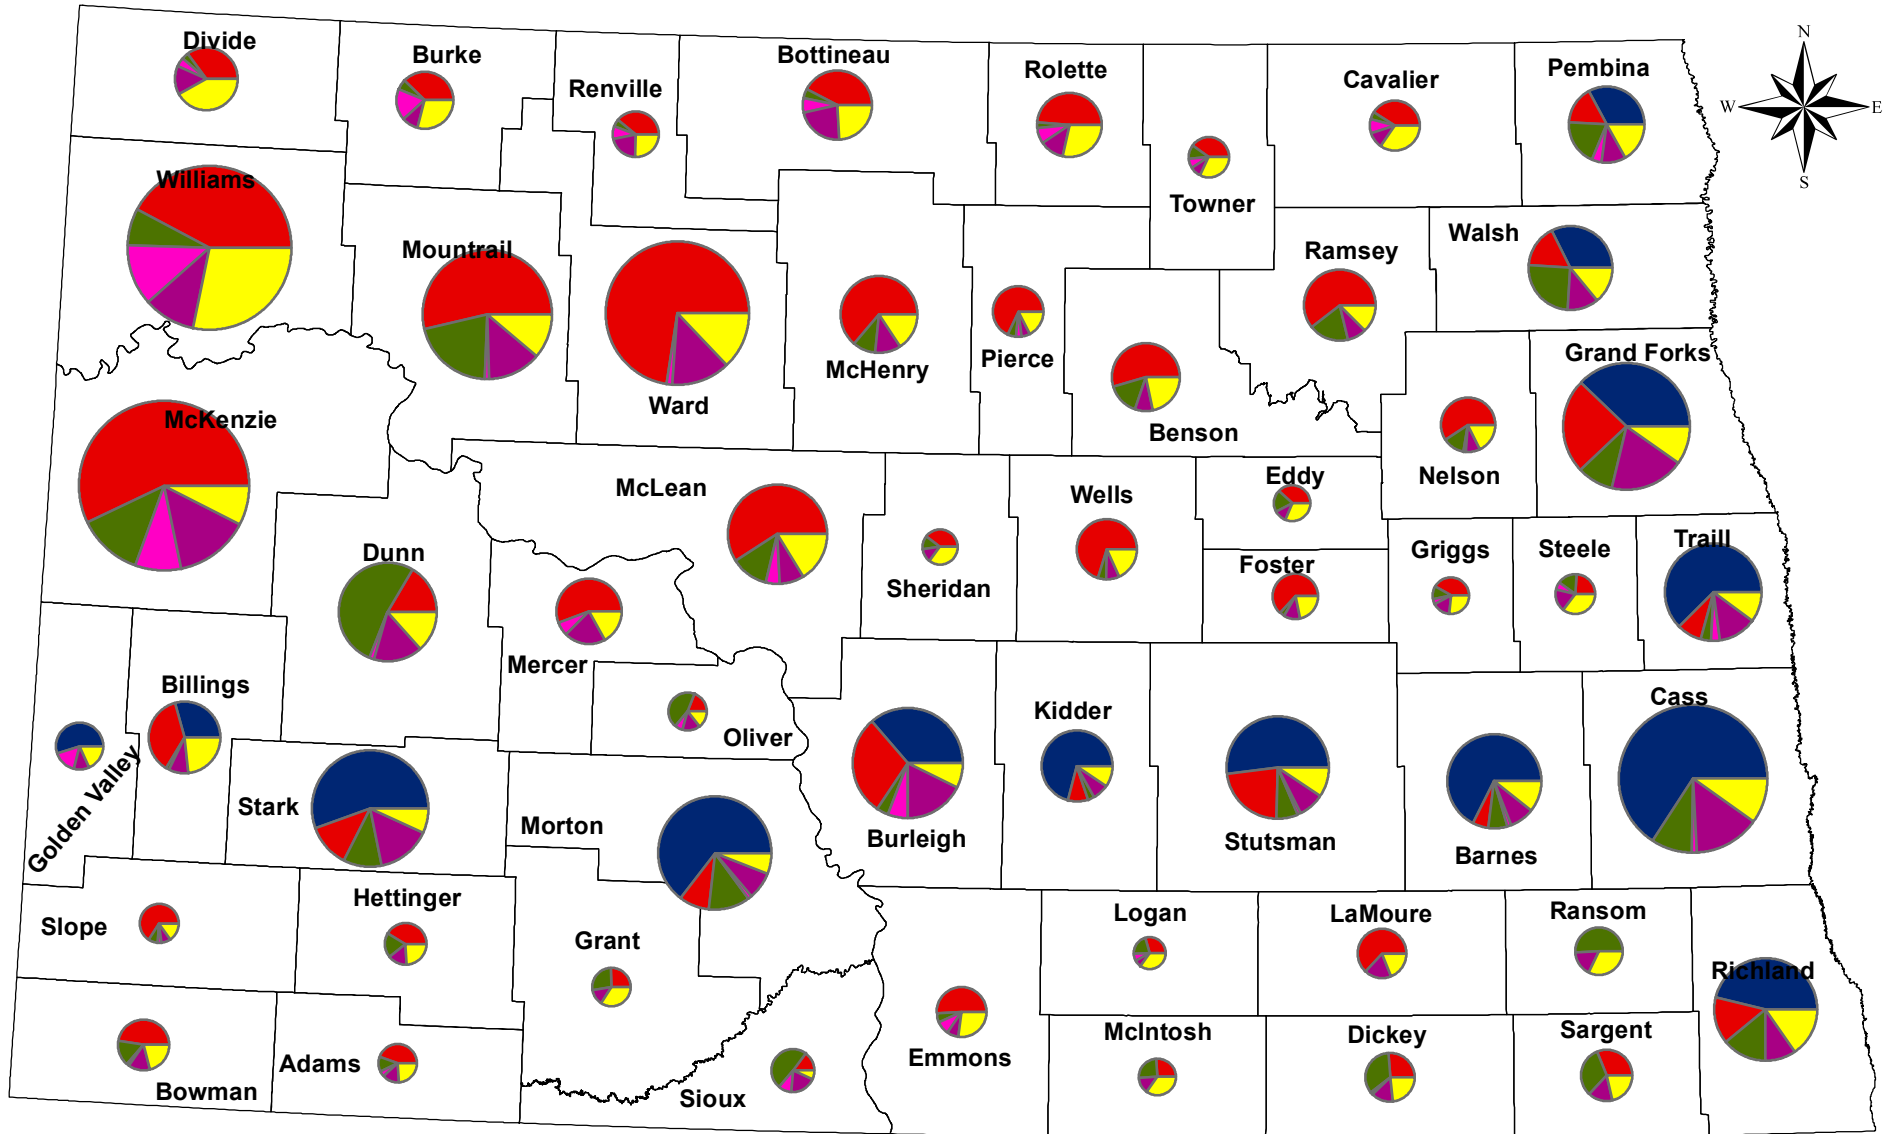 N
W
E
S
Divide
Burke
Renville
Bottineau
Rolette
Towner
Cavalier
Pembina
Williams
Mountrail
Ward
McHenry
Pierce
Benson
Ramsey
Walsh
Grand Forks
Nelson
McKenzie
Dunn
McLean
Mercer
Oliver
Sheridan
Wells
Eddy
Foster
Griggs
Steele
Traill
Golden Valley
Billings
Stark
Morton
Burleigh
Kidder
Stutsman
Barnes
Cass
Slope
Hettinger
Grant
Bowman
Adams
Sioux
Emmons
Logan
LaMoure
Ransom
Richland
McIntosh
Dickey
Sargent